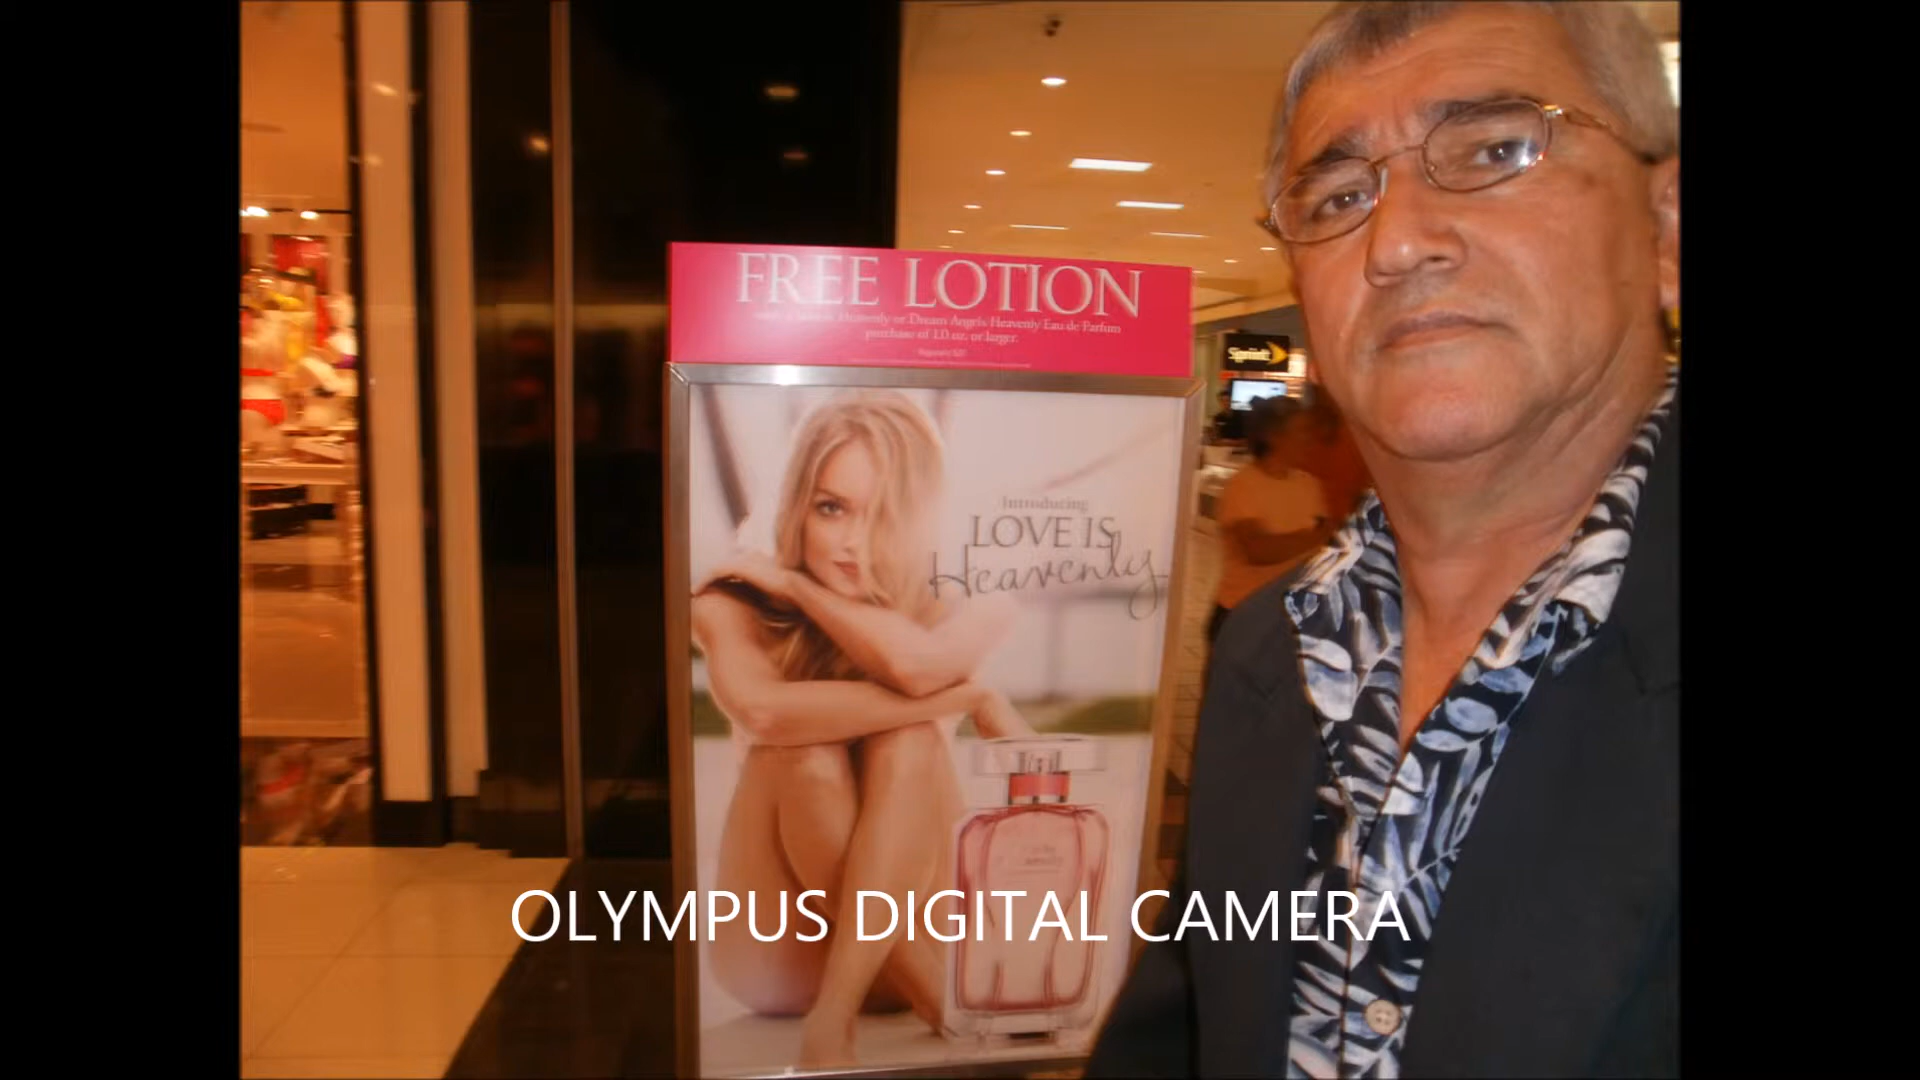 FREE LOTION
Heavenly or Dream Angels Heavenly Eau de Parfum
purchase of 1.0 oz. or larger.
Sprint
Introducing
LOVE IS
Heavenly
OLYMPUS DIGITAL CAMERA